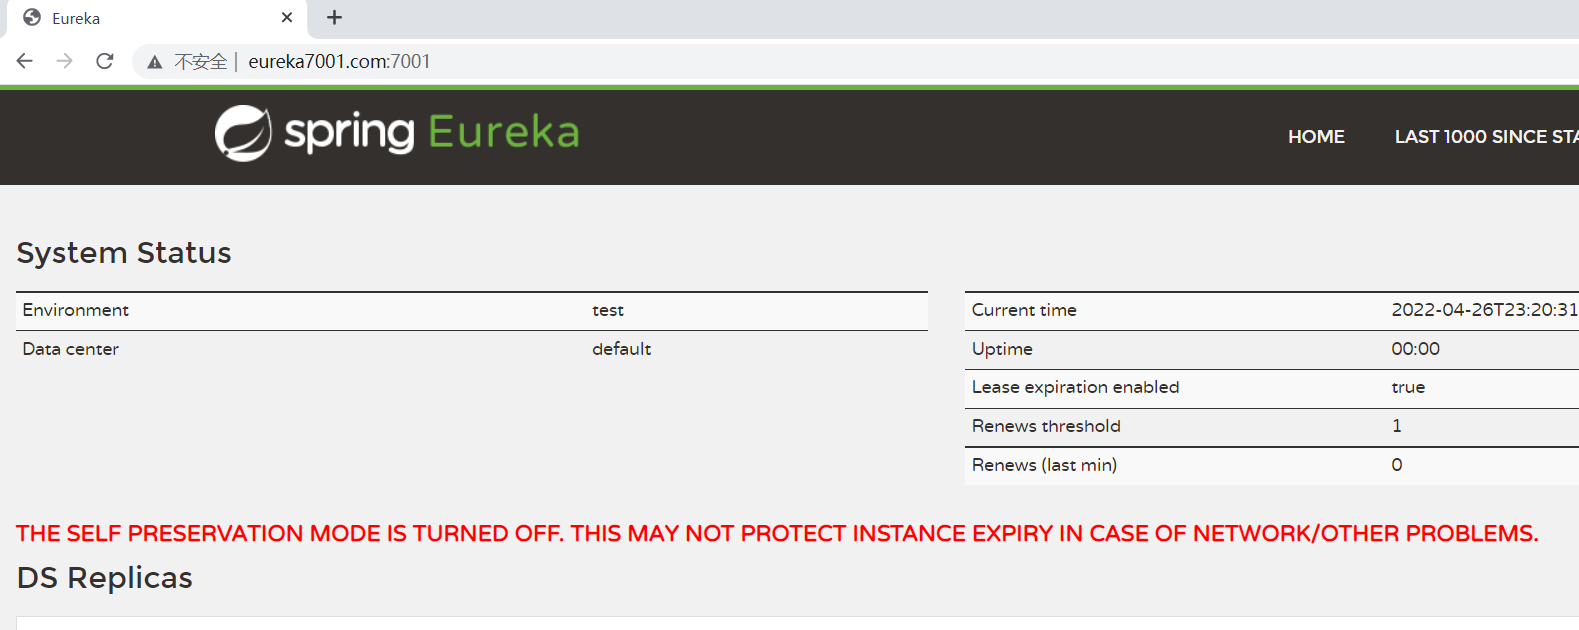 Eureka
不安全 | eureka7001.com:7001
spring Eureka
HOME LAST 1000 SINCE STA
System Status
Environment test
Data center default
Current time 2022-04-26T23:20:31
Uptime 00:00
Lease expiration enabled true
Renews threshold 1
Renews (last min) 0
THE SELF PRESERVATION MODE IS TURNED OFF. THIS MAY NOT PROTECT INSTANCE EXPIRY IN CASE OF NETWORK/OTHER PROBLEMS.
DS Replicas